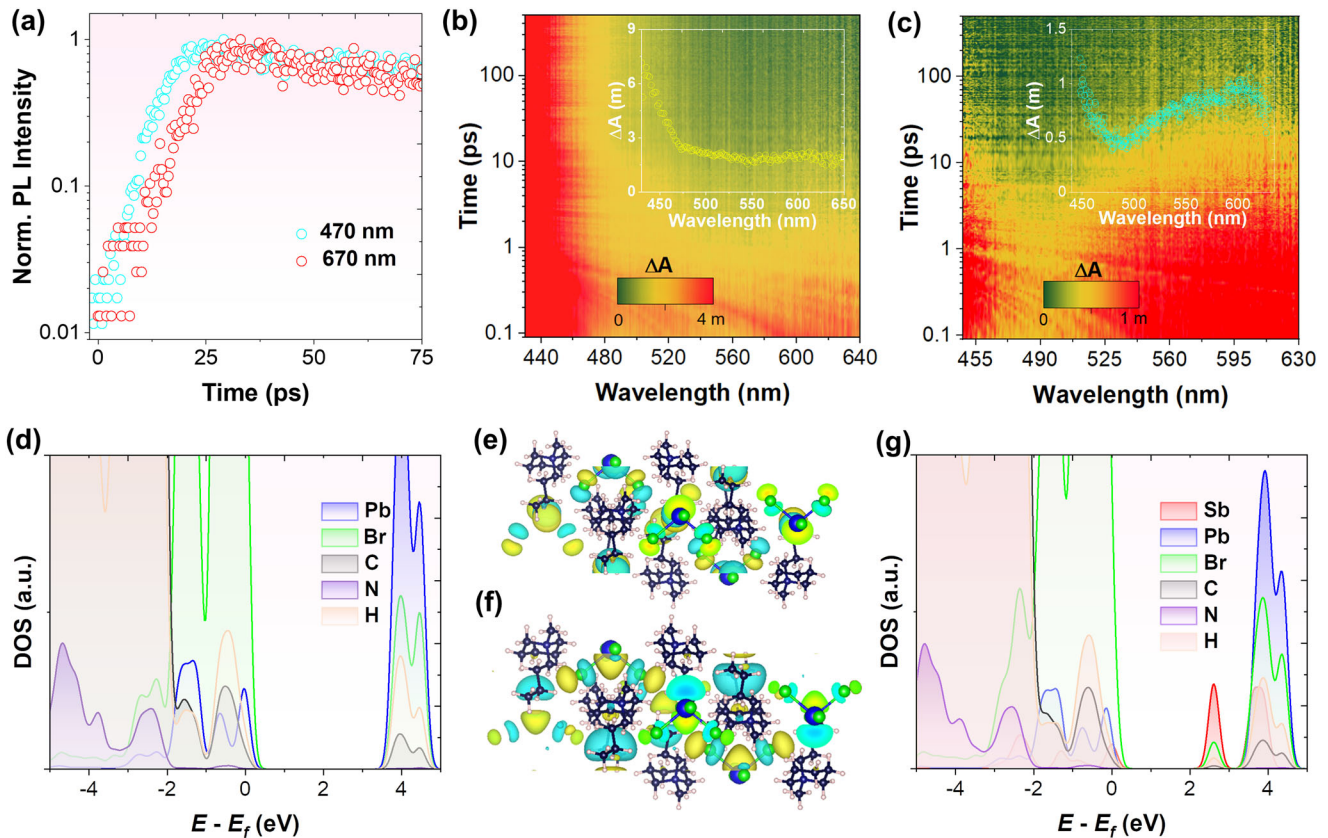 (a)
Norm. PL Intensity
1
0.1
0.01
470 nm
670 nm
0 25 50 75
Time (ps)
(b)
Time (ps)
100
10
1
0.1
ΔA (m)
9
6
3
0
450 500 550 600 650
Wavelength (nm)
ΔA
0 4 m
440 480 520 560 600 640
Wavelength (nm)
(c)
Time (ps)
100
10
1
0.1
ΔA (m)
1.5
1
0.5
0
450 500 550 600
Wavelength (nm)
ΔA
0 1 m
455 490 525 560 595 630
Wavelength (nm)
(d)
DOS (a.u.)
Pb
Br
C
N
H
-4 -2 0 2 4
E - Ef (eV)
(e)
(f)
(g)
DOS (a.u.)
Sb
Pb
Br
C
N
H
-4 -2 0 2 4
E - Ef (eV)